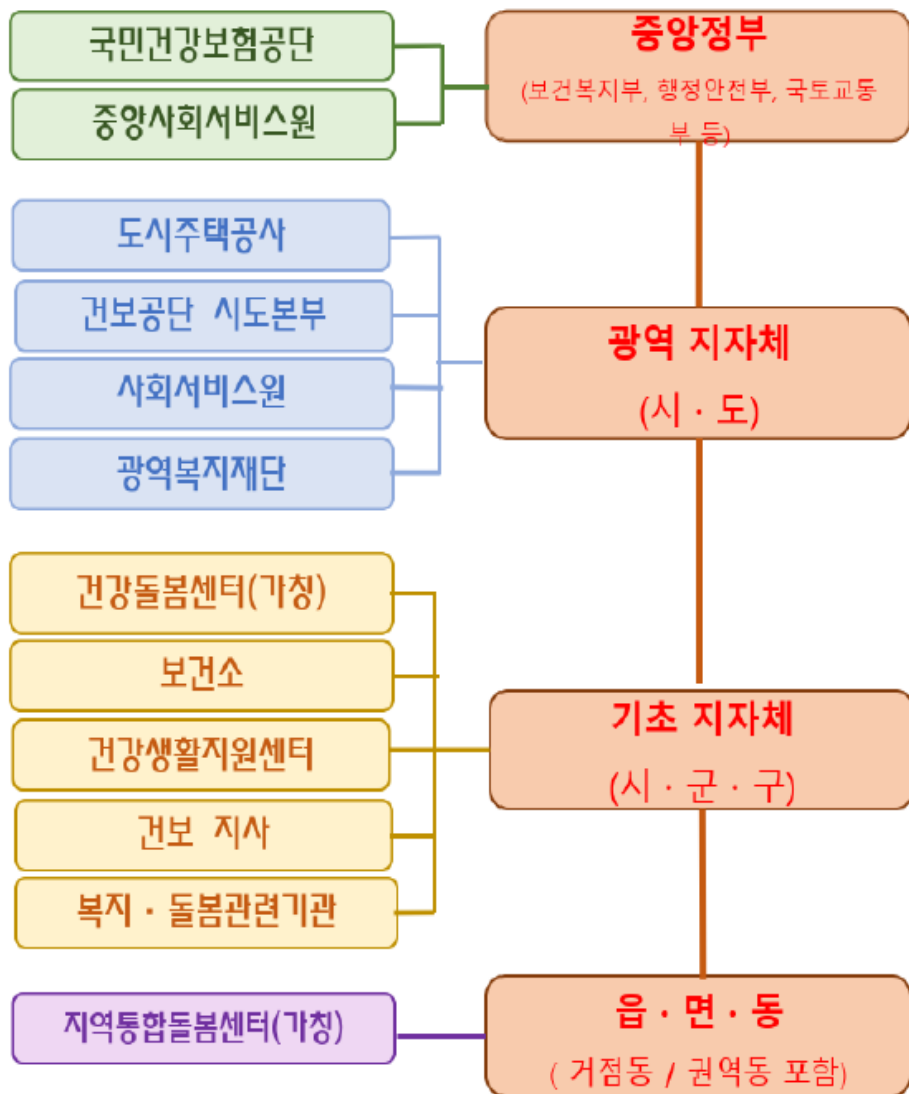 국민건강보험공단
중앙사회서비스원
중앙정부
(보건복지부, 행정안전부, 국토교통
부 등)
도시주택공사
건보공단 시도본부
사회서비스원
광역복지재단
광역 지자체
(시 · 도)
건강돌봄센터(가칭)
보건소
건강생활지원센터
건보 지사
복지 · 돌봄관련기관
기초 지자체
(시 · 군 · 구)
지역통합돌봄센터(가칭)
읍 · 면 · 동
( 거점동 / 권역동 포함)